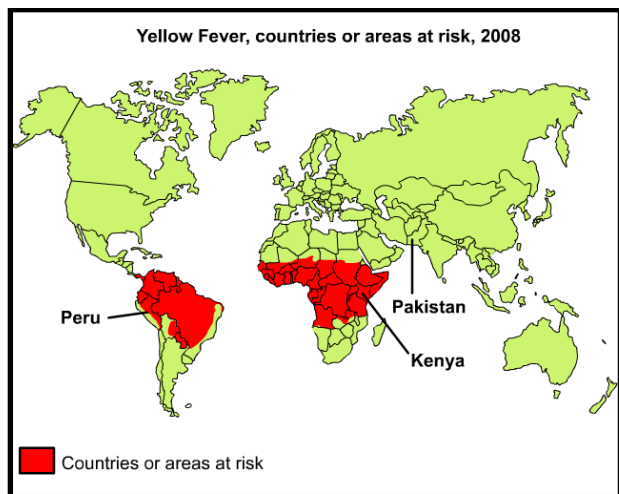 Yellow Fever, countries or areas at risk, 2008
Peru
Pakistan
Kenya
Countries or areas at risk